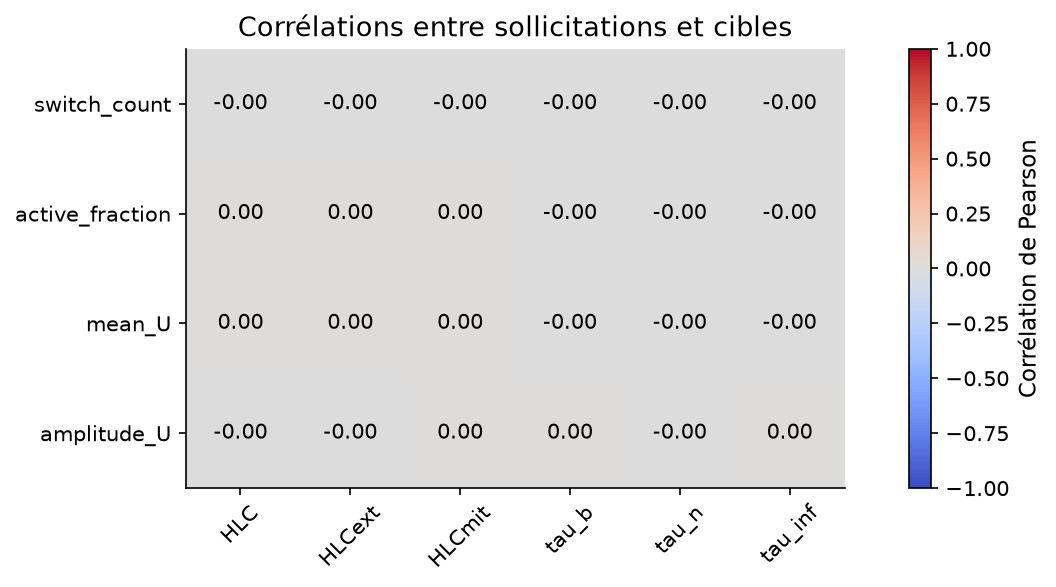 Corrélations entre sollicitations et cibles
switch_count -0.00 -0.00 -0.00 -0.00 -0.00 -0.00
active_fraction 0.00 0.00 0.00 -0.00 -0.00 -0.00
mean_U 0.00 0.00 0.00 -0.00 -0.00 -0.00
amplitude_U -0.00 -0.00 0.00 0.00 -0.00 0.00
HLC HLCext HLCmit tau_b tau_n tau_inf
1.00
0.75
0.50
0.25
0.00
−0.25
−0.50
−0.75
−1.00
Corrélation de Pearson